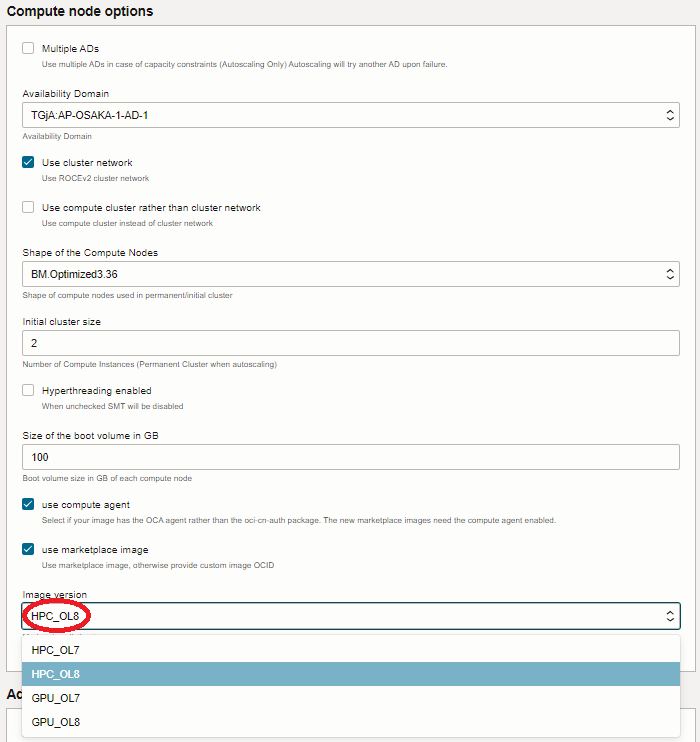 Compute node options
Multiple ADs
Use multiple ADs in case of capacity constraints (Autoscaling Only) Autoscaling will try another AD upon failure.
Availability Domain
TGjA:AP-OSAKA-1-AD-1
Availability Domain
Use cluster network
Use ROCEv2 cluster network
Use compute cluster rather than cluster network
Use compute cluster instead of cluster network
Shape of the Compute Nodes
BM.Optimized3.36
Shape of compute nodes used in permanent/initial cluster
Initial cluster size
2
Number of Compute Instances (Permanent Cluster when autoscaling)
Hyperthreading enabled
When unchecked SMT will be disabled
Size of the boot volume in GB
100
Boot volume size in GB of each compute node
use compute agent
Select if your image has the OCA agent rather than the oci-cn-auth package. The new marketplace images need the compute agent enabled.
use marketplace image
Use marketplace image, otherwise provide custom image OCID
Image version
HPC_OL8
HPC_OL7
HPC_OL8
GPU_OL7
GPU_OL8